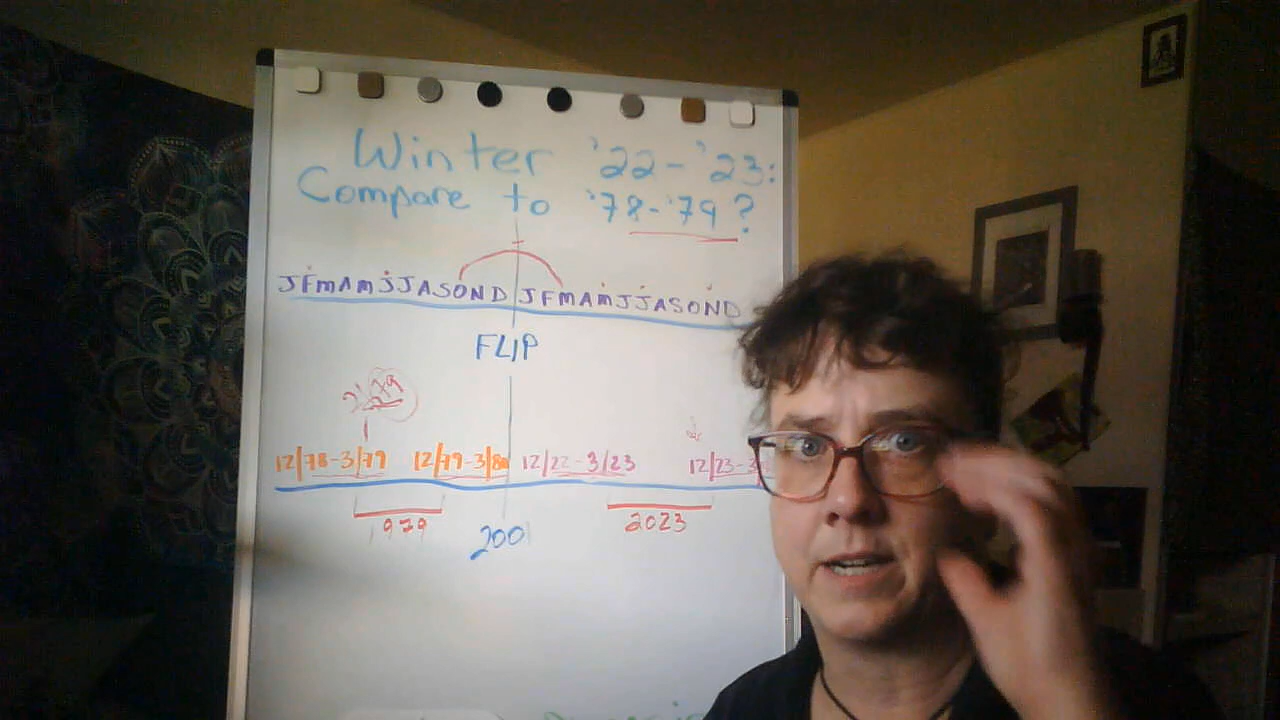 Winter '22-'23:
Compare to '78-'79?
JFMAMJJASOND JFMAMJJASOND
FLIP
79
12/78-3/79 12/79-3/80 12/22-3/23 12/23-3
1979 2001 2023